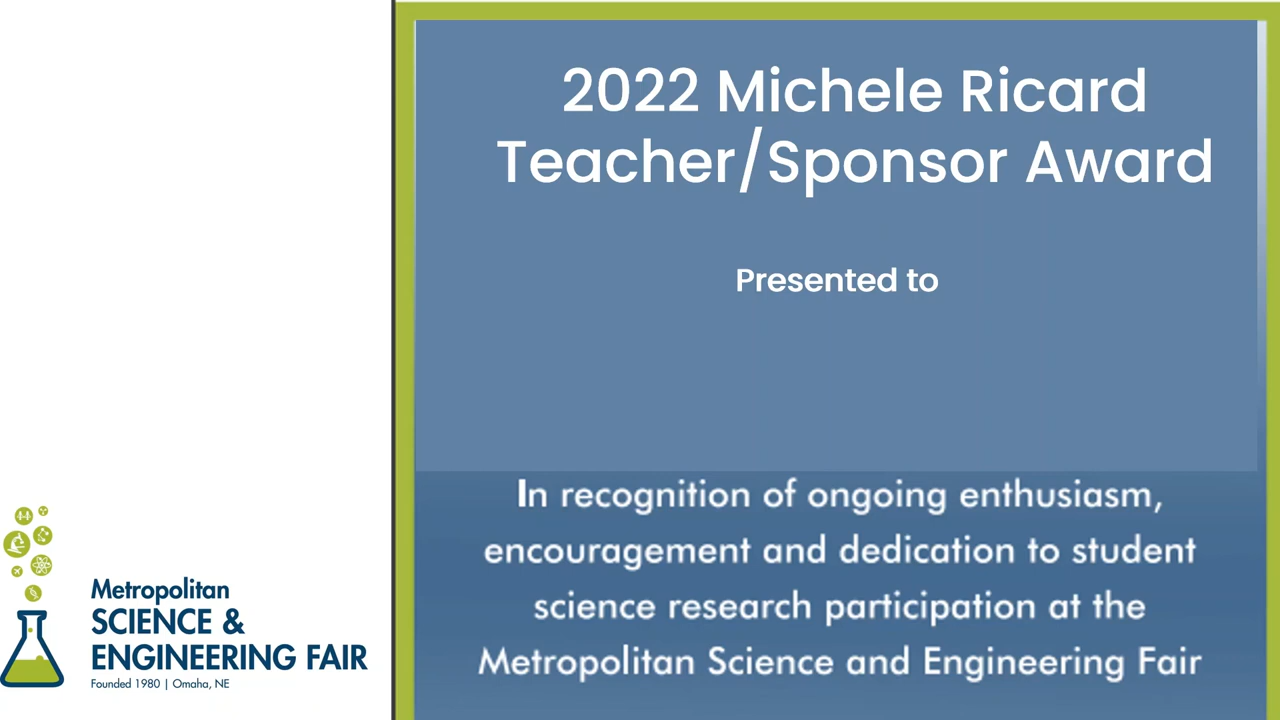 2022 Michele Ricard
Teacher/Sponsor Award
Presented to
In recognition of ongoing enthusiasm,
encouragement and dedication to student
science research participation at the
Metropolitan Science and Engineering Fair
Metropolitan
SCIENCE &
ENGINEERING FAIR
Founded 1980 | Omaha, NE